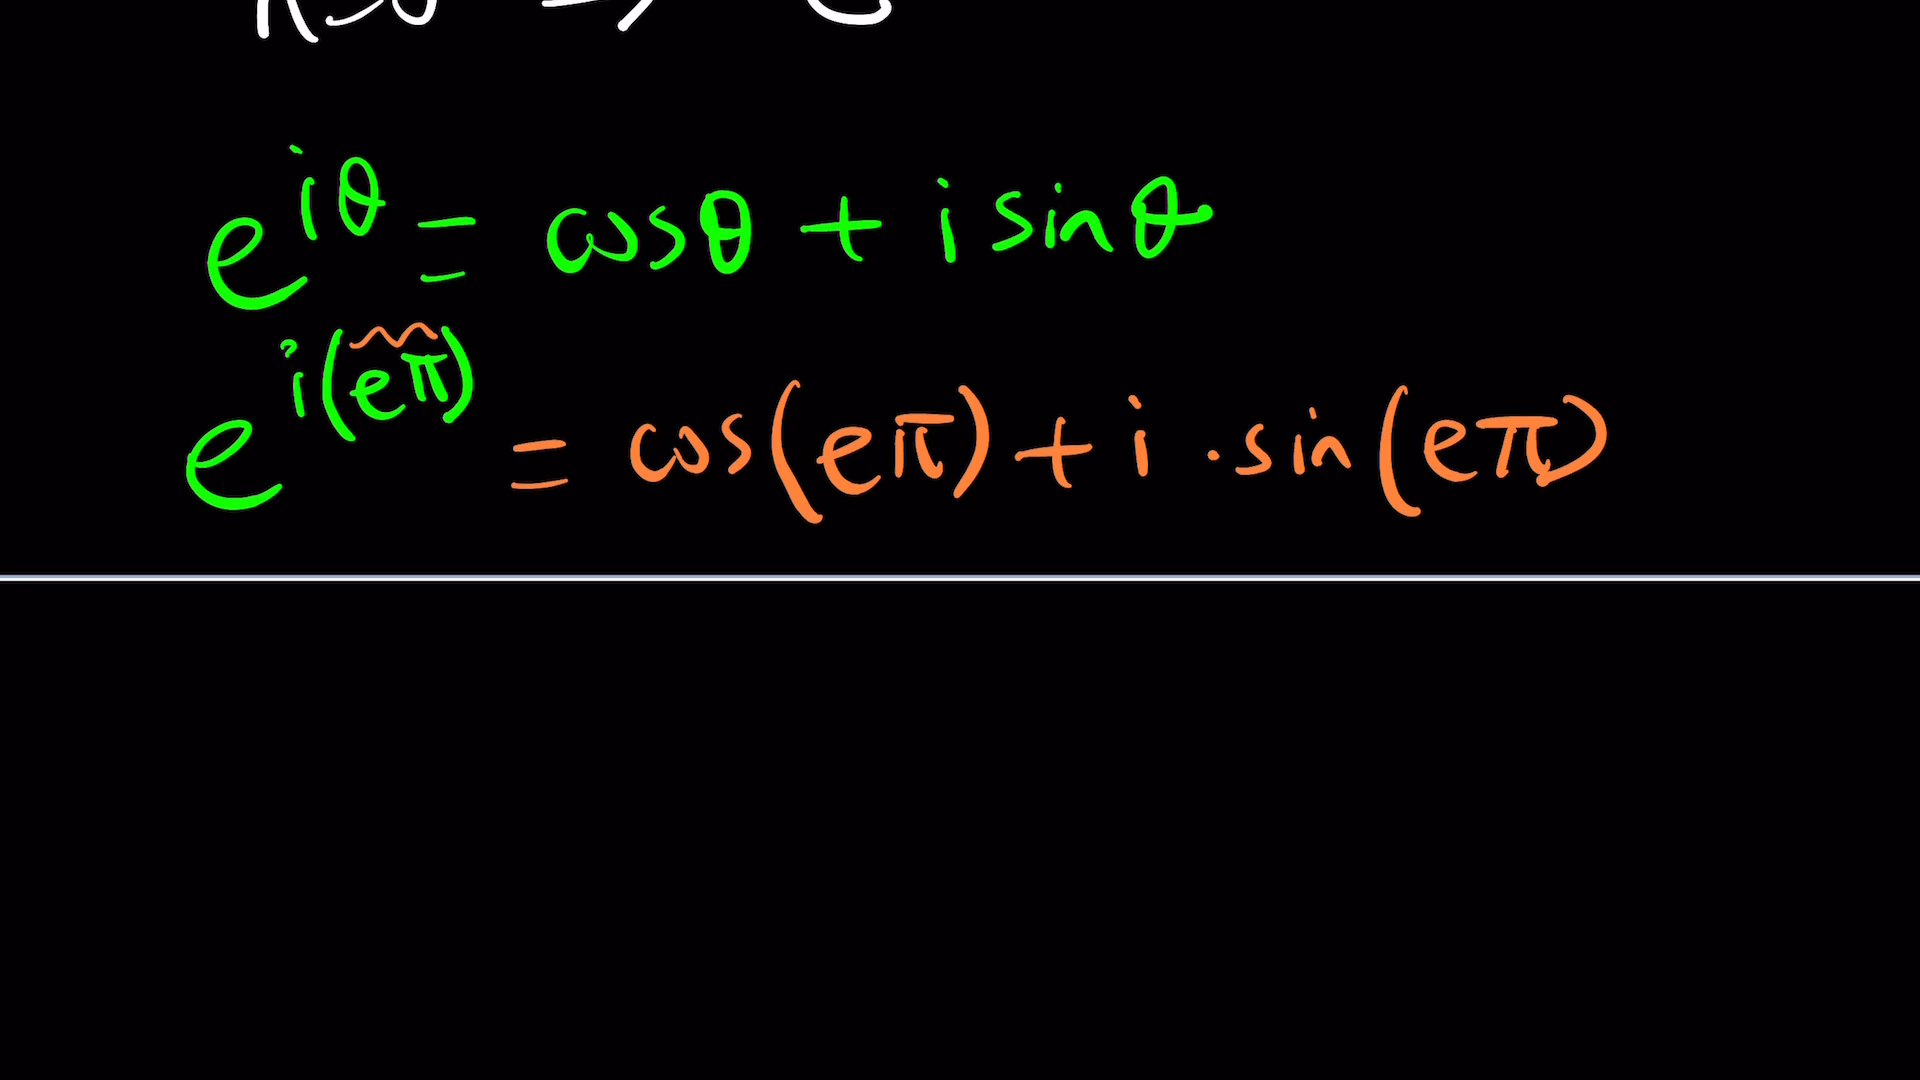 e^{iθ} = cosθ + i sinθ
e^{i(eπ)} = cos(eπ) + i · sin(eπ)